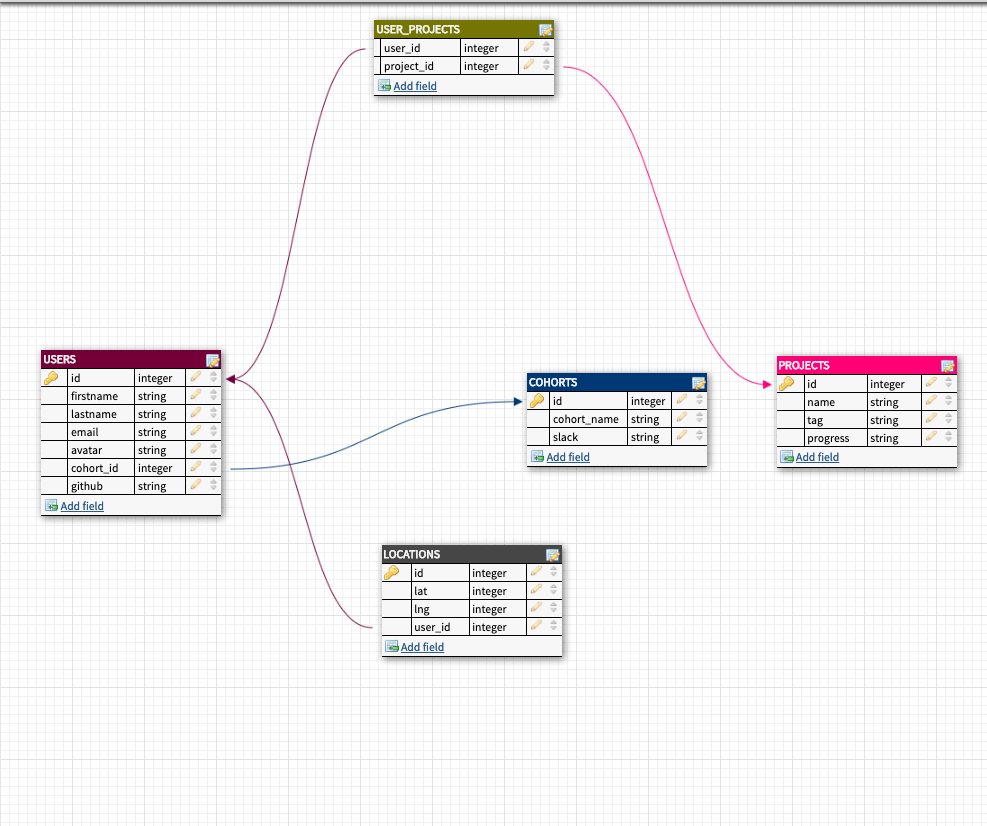 USER_PROJECTS
user_id integer
project_id integer
Add field
USERS
id integer
firstname string
lastname string
email string
avatar string
cohort_id integer
github string
Add field
COHORTS
id integer
cohort_name string
slack string
Add field
PROJECTS
id integer
name string
tag string
progress string
Add field
LOCATIONS
id integer
lat integer
lng integer
user_id integer
Add field